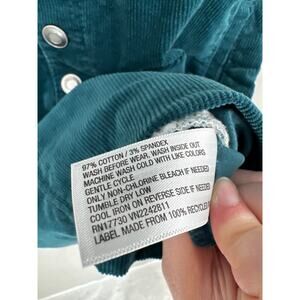 97% COTTON / 3% SPANDEX
WASH BEFORE WEAR. WASH INSIDE OUT
MACHINE WASH COLD WITH LIKE COLORS
GENTLE CYCLE
ONLY NON-CHLORINE BLEACH IF NEEDED
TUMBLE DRY LOW
COOL IRON ON REVERSE SIDE IF NEEDED
RN17730 VN2242811
LABEL MADE FROM 100%